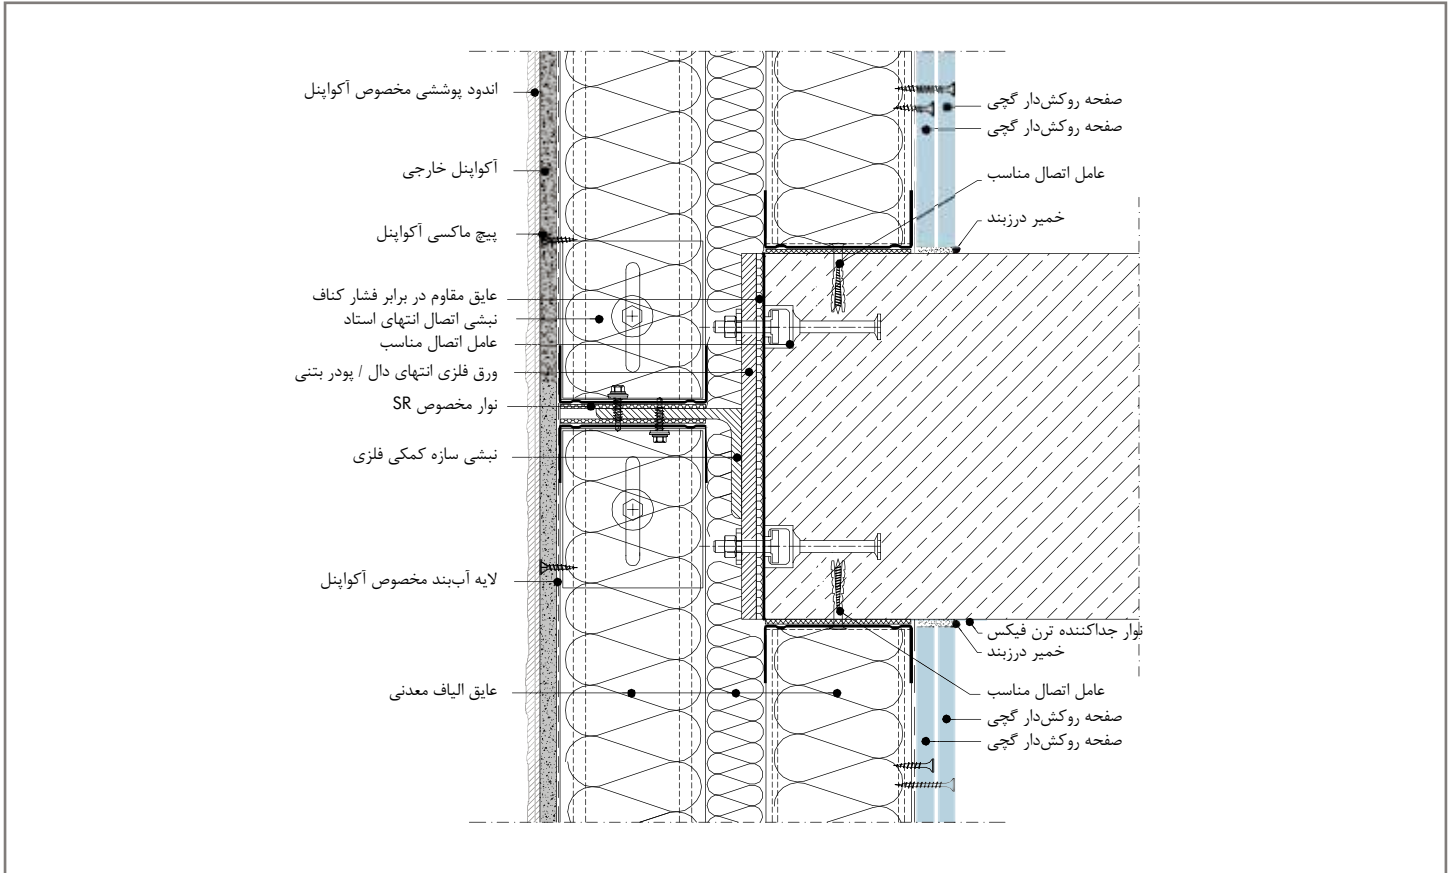 اندود پوششی مخصوص آکواپنل
آکواپنل خارجی
پیچ ماکسی آکواپنل
عایق مقاوم در برابر فشار کناف
نبشی اتصال انتهای استاد
عامل اتصال مناسب
ورق فلزی انتهای دال / پودر بتنی
نوار مخصوص SR
نبشی سازه کمکی فلزی
لایه آب‌بند مخصوص آکواپنل
عایق الیاف معدنی
صفحه روکش‌دار گچی
صفحه روکش‌دار گچی
عامل اتصال مناسب
خمیر درزبند
نوار جداکننده ترن فیکس
خمیر درزبند
عامل اتصال مناسب
صفحه روکش‌دار گچی
صفحه روکش‌دار گچی